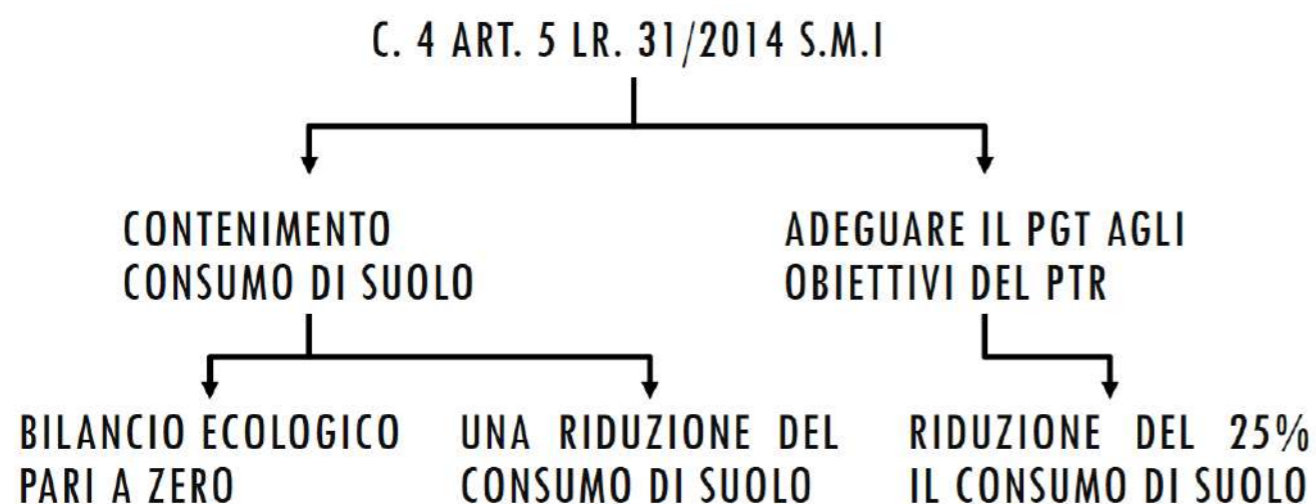 C. 4 ART. 5 LR. 31/2014 S.M.I
CONTENIMENTO
CONSUMO DI SUOLO
ADEGUARE IL PGT AGLI
OBIETTIVI DEL PTR
BILANCIO ECOLOGICO
PARI A ZERO
UNA RIDUZIONE DEL
CONSUMO DI SUOLO
RIDUZIONE DEL 25%
IL CONSUMO DI SUOLO